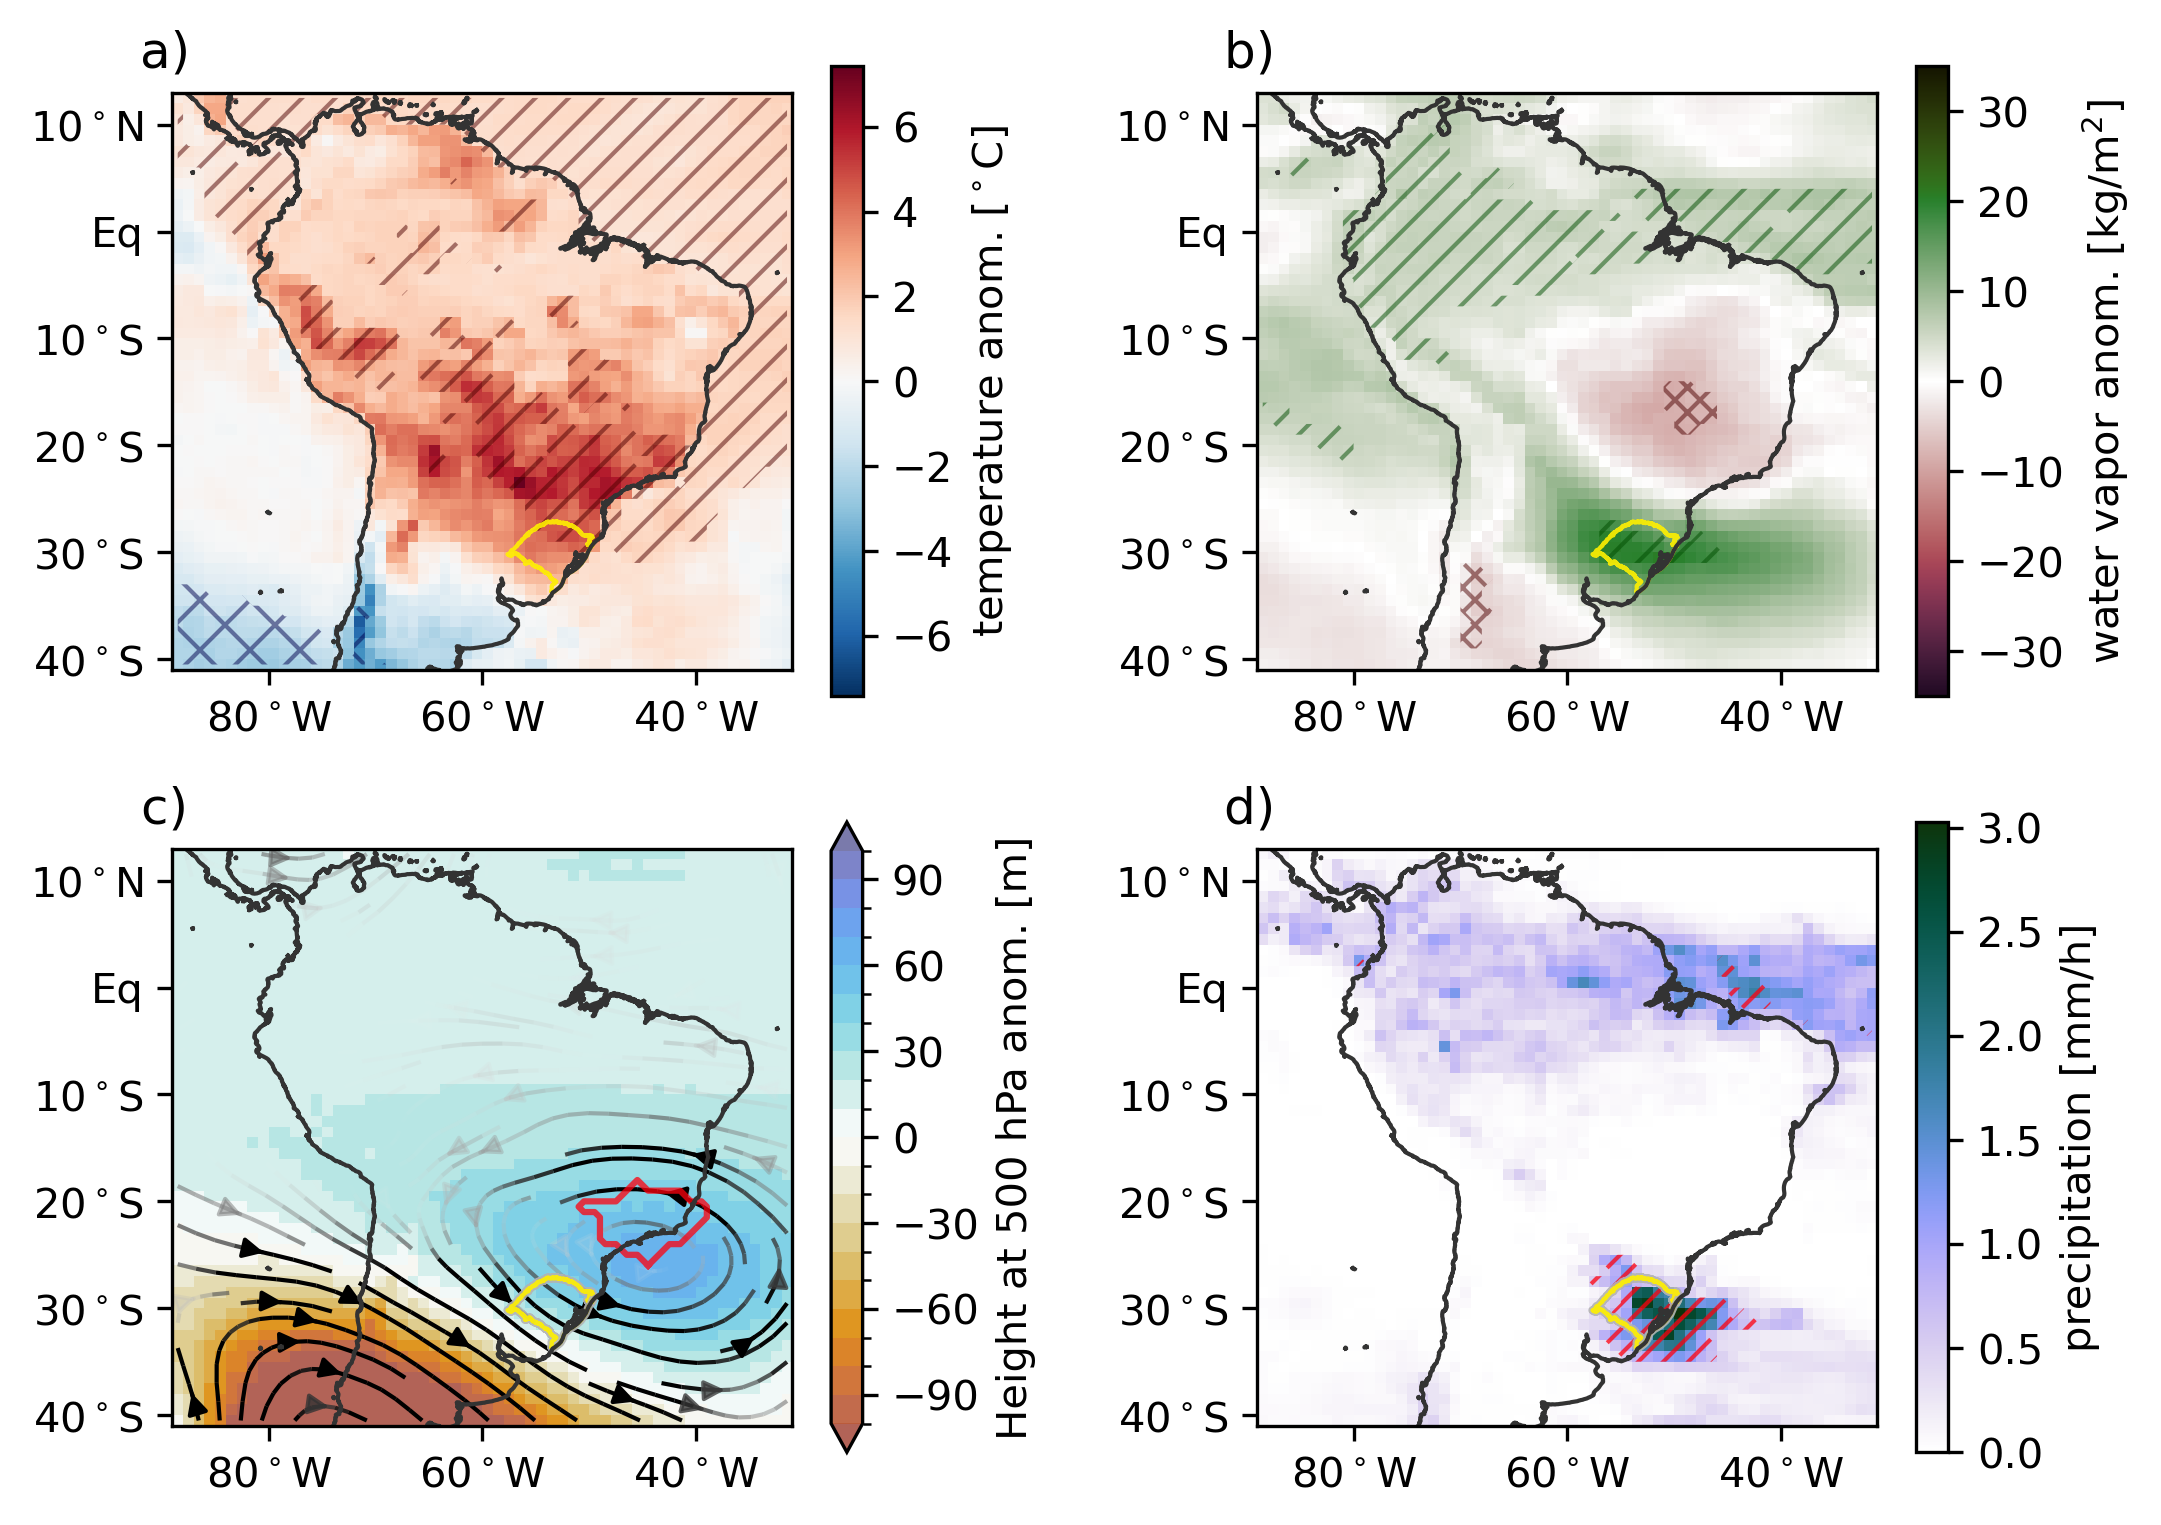 a)
10°N
Eq
10°S
20°S
30°S
40°S
80°W 60°W 40°W
6
4
2
0
−2
−4
−6
temperature anom. [°C]
b)
10°N
Eq
10°S
20°S
30°S
40°S
80°W 60°W 40°W
30
20
10
0
−10
−20
−30
water vapor anom. [kg/m²]
c)
10°N
Eq
10°S
20°S
30°S
40°S
80°W 60°W 40°W
90
60
30
0
−30
−60
−90
Height at 500 hPa anom. [m]
d)
10°N
Eq
10°S
20°S
30°S
40°S
80°W 60°W 40°W
3.0
2.5
2.0
1.5
1.0
0.5
0.0
precipitation [mm/h]